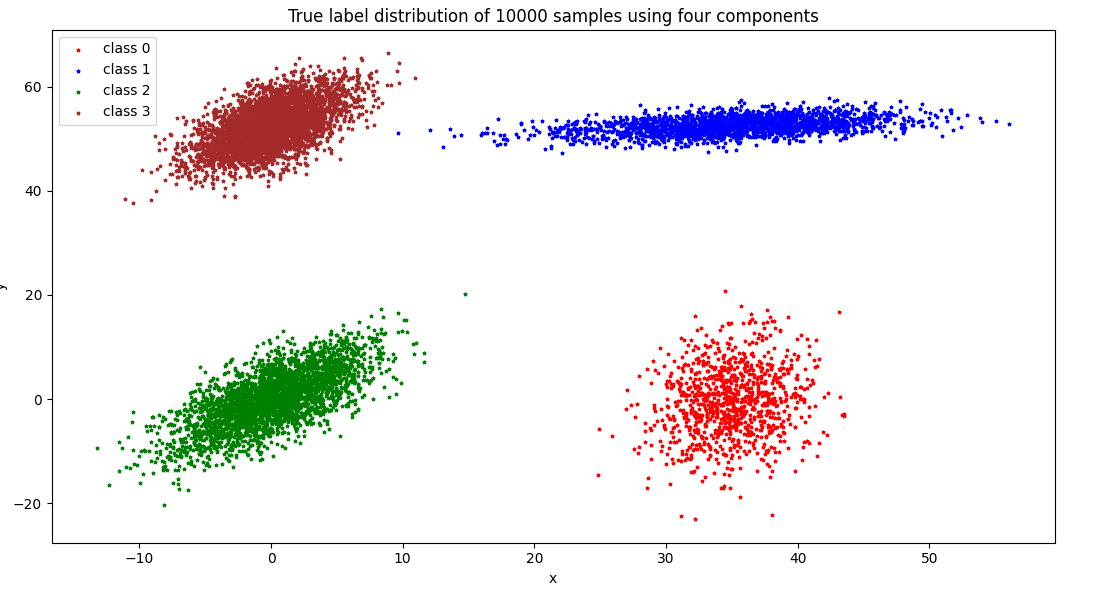 True label distribution of 10000 samples using four components
class 0
class 1
class 2
class 3
60
40
20
0
−20
y
−10 0 10 20 30 40 50
x